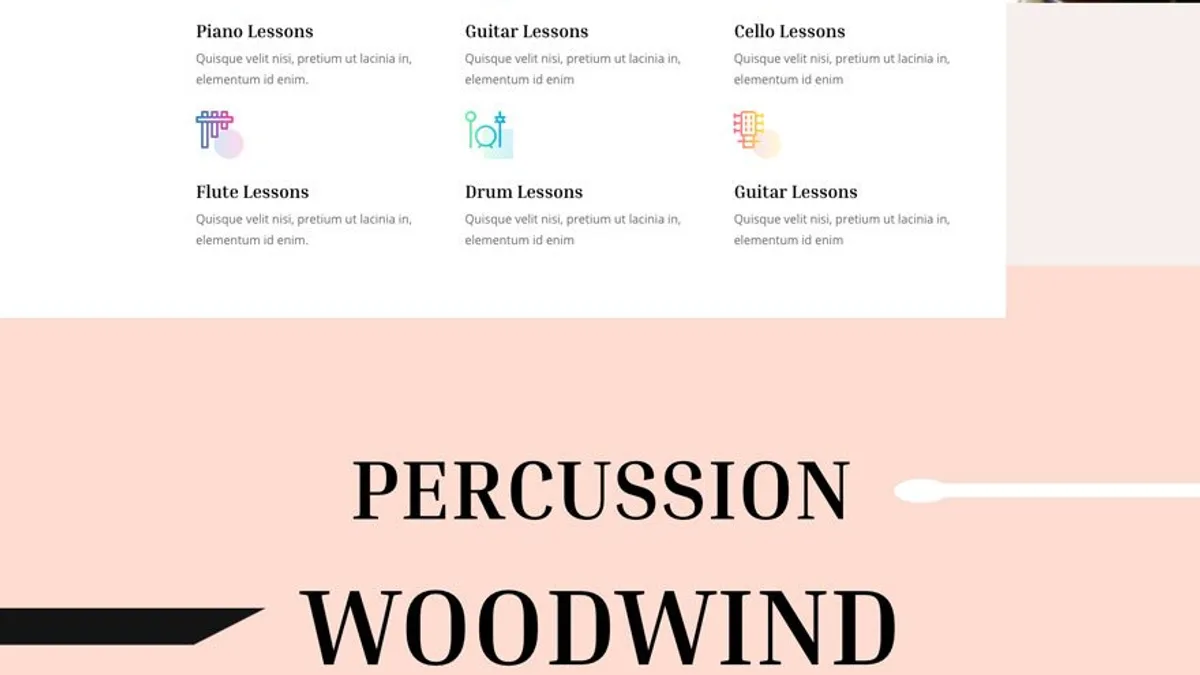 Piano Lessons
Quisque velit nisi, pretium ut lacinia in,
elementum id enim.
Guitar Lessons
Quisque velit nisi, pretium ut lacinia in,
elementum id enim
Cello Lessons
Quisque velit nisi, pretium ut lacinia in,
elementum id enim
Flute Lessons
Quisque velit nisi, pretium ut lacinia in,
elementum id enim.
Drum Lessons
Quisque velit nisi, pretium ut lacinia in,
elementum id enim
Guitar Lessons
Quisque velit nisi, pretium ut lacinia in,
elementum id enim
PERCUSSION
WOODWIND